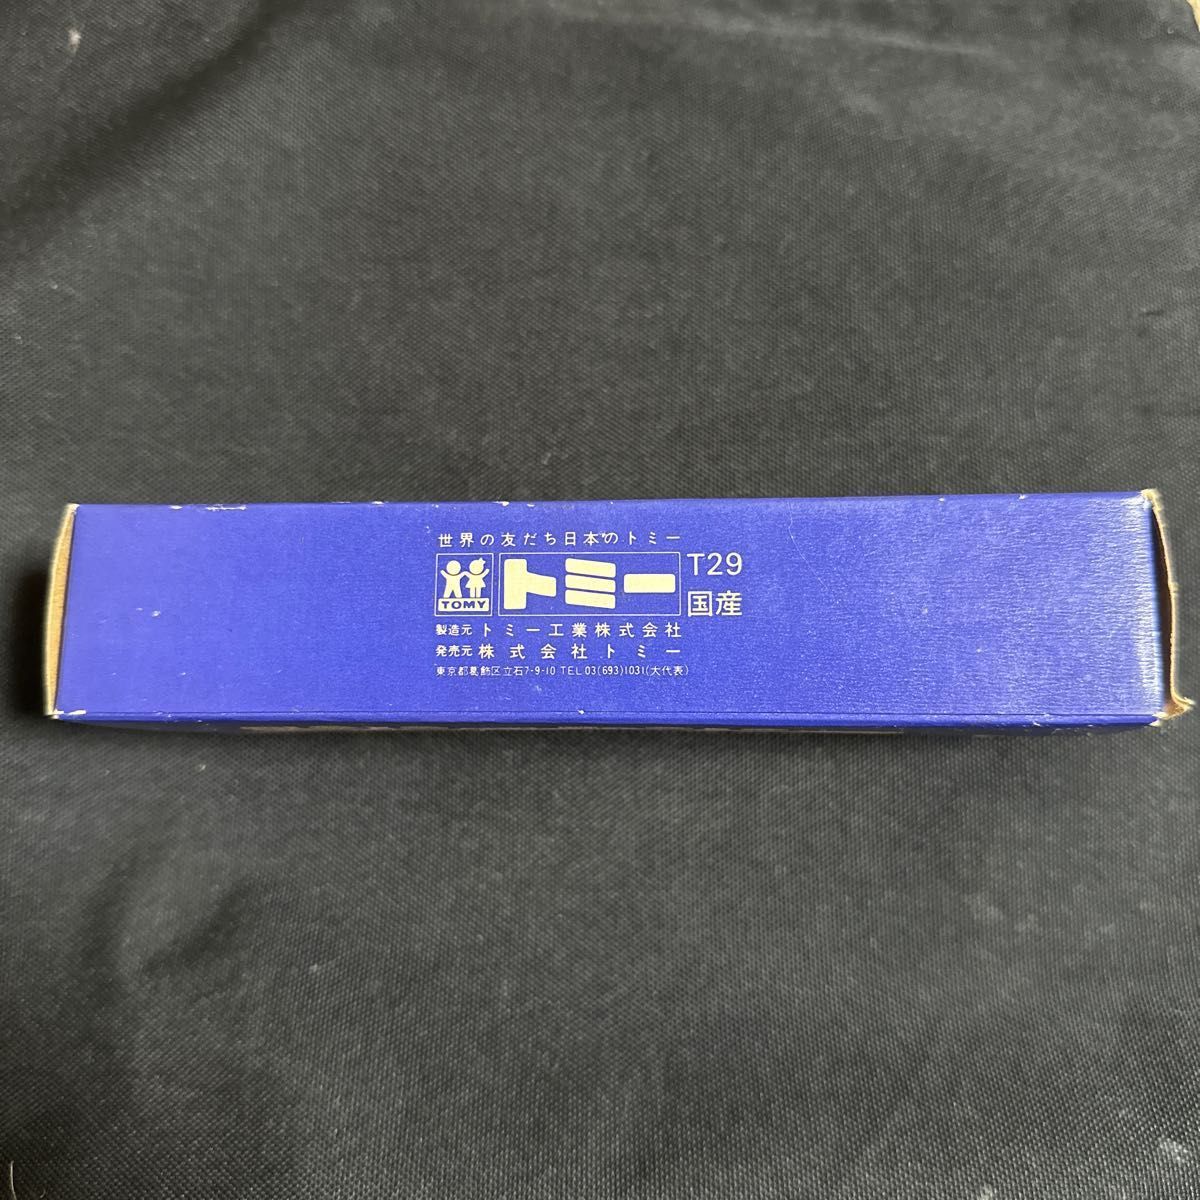 世界の友だち日本のトミー
TOMY トミー T29
国産
製造元 トミー工業株式会社
発売元 株式会社トミー
東京都葛飾区立石7-9-10 TEL 03(693)1031(大代表)